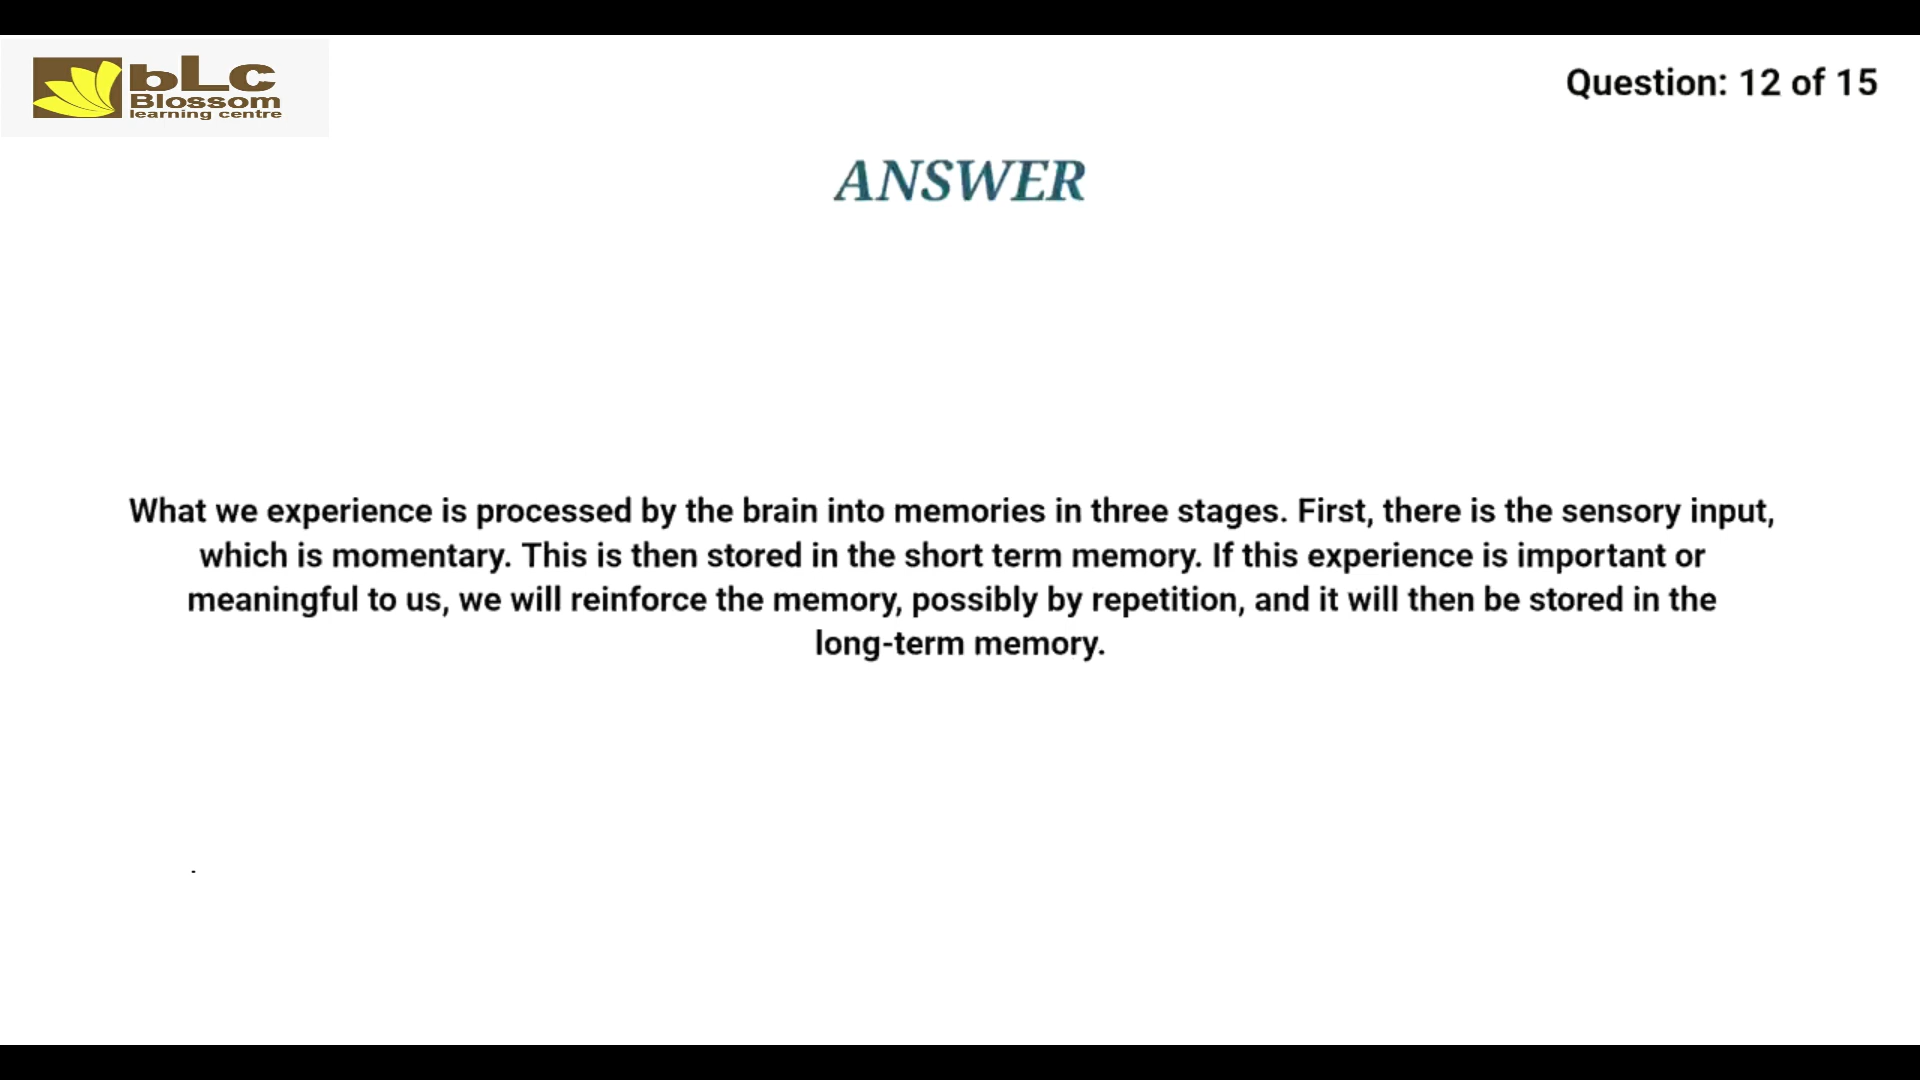 bLc
Blossom
learning centre
Question: 12 of 15
ANSWER
What we experience is processed by the brain into memories in three stages. First, there is the sensory input,
which is momentary. This is then stored in the short term memory. If this experience is important or
meaningful to us, we will reinforce the memory, possibly by repetition, and it will then be stored in the
long-term memory.
.